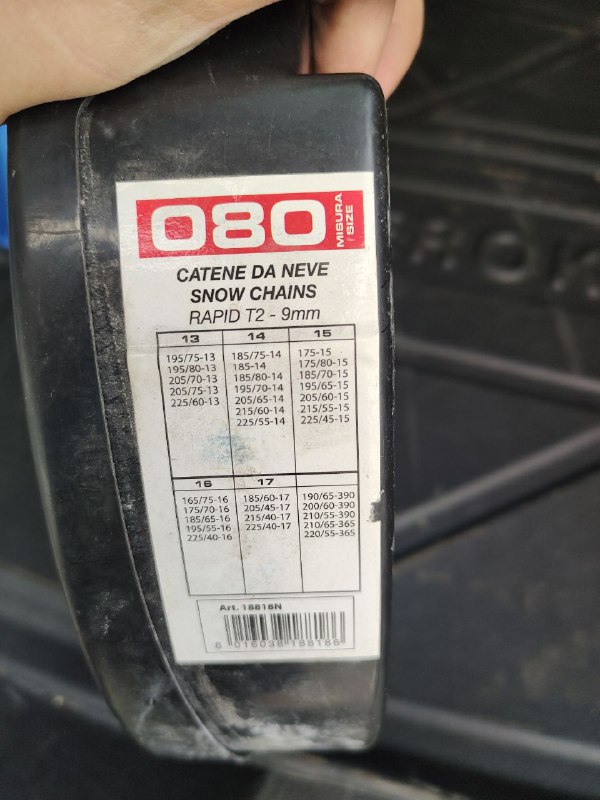 080
MISURA
SIZE
CATENE DA NEVE
SNOW CHAINS
RAPID T2 - 9mm
13 14 15
195/75-13 185/75-14 175-15
195/80-13 185-14 175/80-15
205/70-13 185/80-14 185/70-15
205/75-13 195/70-14 195/65-15
225/60-13 205/65-14 205/60-15
215/60-14 215/55-15
225/55-14 225/45-15
16 17
165/75-16 185/60-17 190/65-390
175/70-16 205/45-17 200/60-390
185/65-16 215/40-17 210/55-390
195/55-16 225/40-17 210/65-365
225/40-16 220/55-365
Art. 18818N
8 016038 188186